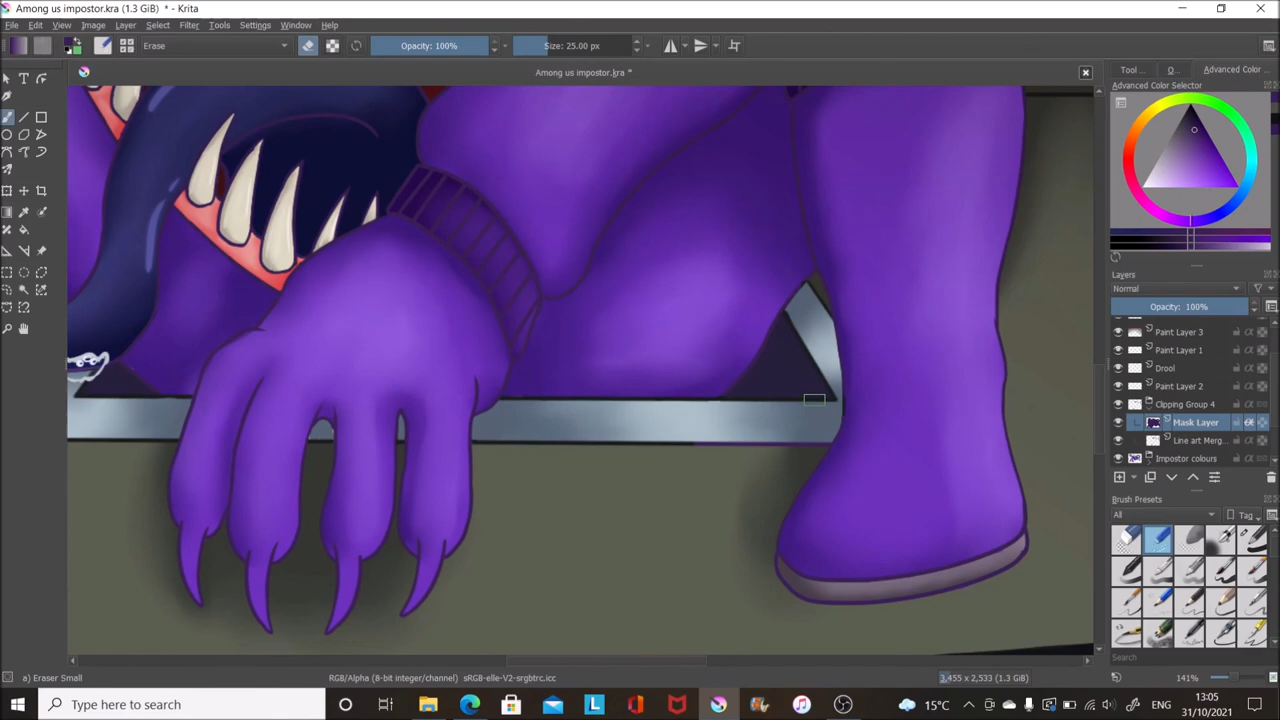 Among us impostor.kra (1.3 GiB) * - Krita
File Edit View Image Layer Select Filter Tools Settings Window Help
Erase
Opacity: 100%
Size: 25.00 px
Among us impostor.kra *
Tool ...
O...
Advanced Color ...
Advanced Color Selector
Layers
Normal
Opacity: 100%
Paint Layer 3
Paint Layer 1
Drool
Paint Layer 2
Clipping Group 4
Mask Layer
Line art Merg...
Impostor colours
Brush Presets
All
Tag
Search
a) Eraser Small
RGB/Alpha (8-bit integer/channel) sRGB-elle-V2-srgbtrc.icc
3,455 x 2,533 (1.3 GiB)
141%
Type here to search
15°C
ENG
13:05
31/10/2021